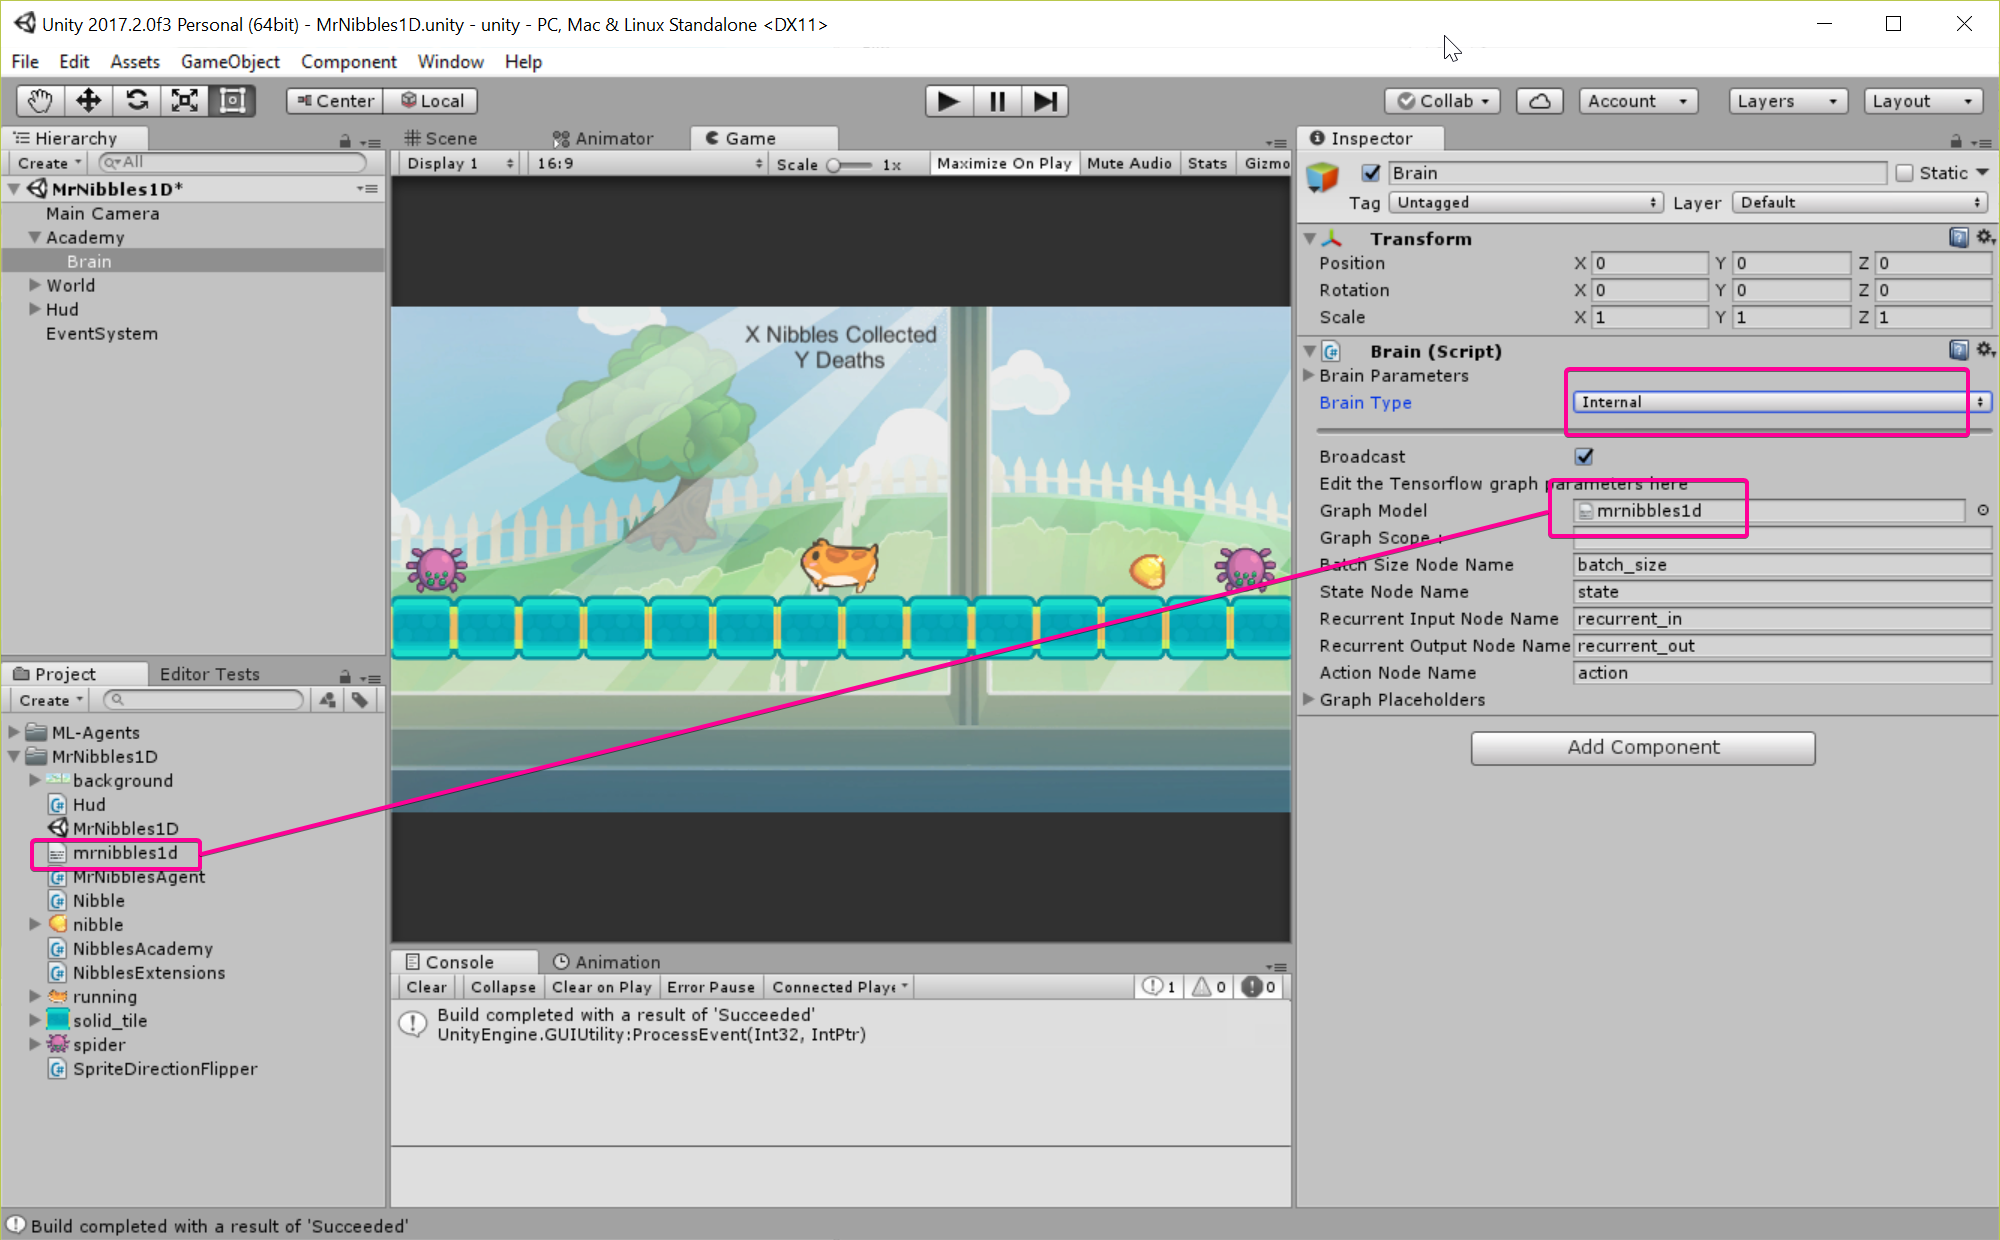 Unity 2017.2.0f3 Personal (64bit) - MrNibbles1D.unity - unity - PC, Mac & Linux Standalone <DX11>
File Edit Assets GameObject Component Window Help
Center Local Collab Account Layers Layout
Hierarchy
Create All
MrNibbles1D*
Main Camera
Academy
Brain
World
Hud
EventSystem
Scene Animator Game
Display 1 16:9 Scale 1x Maximize On Play Mute Audio Stats Gizmo
X Nibbles Collected
Y Deaths
Project Editor Tests
Create
ML-Agents
MrNibbles1D
background
Hud
MrNibbles1D
mrnibbles1d
MrNibblesAgent
Nibble
nibble
NibblesAcademy
NibblesExtensions
running
solid_tile
spider
SpriteDirectionFlipper
Console Animation
Clear Collapse Clear on Play Error Pause Connected Playe 1 0 0
Build completed with a result of 'Succeeded'
UnityEngine.GUIUtility:ProcessEvent(Int32, IntPtr)
Inspector
Brain Static
Tag Untagged Layer Default
Transform
Position X 0 Y 0 Z 0
Rotation X 0 Y 0 Z 0
Scale X 1 Y 1 Z 1
Brain (Script)
Brain Parameters
Brain Type Internal
Broadcast
Edit the Tensorflow graph parameters here
Graph Model mrnibbles1d
Graph Scope :
Batch Size Node Name batch_size
State Node Name state
Recurrent Input Node Name recurrent_in
Recurrent Output Node Name recurrent_out
Action Node Name action
Graph Placeholders
Add Component
Build completed with a result of 'Succeeded'